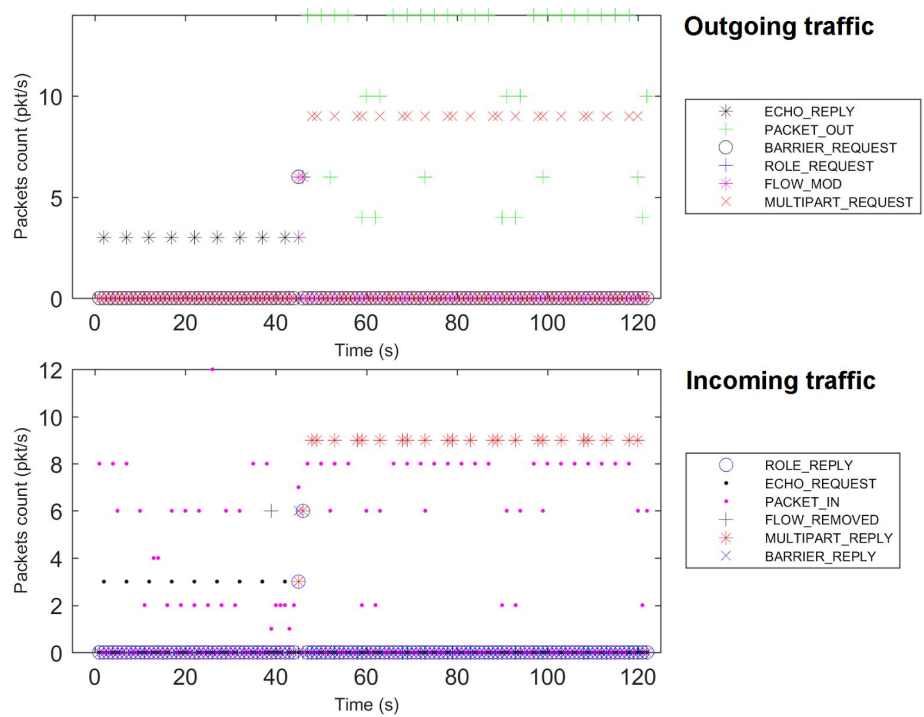 Outgoing traffic
Packets count (pkt/s)
10
5
0
0 20 40 60 80 100 120
Time (s)
ECHO_REPLY
PACKET_OUT
BARRIER_REQUEST
ROLE_REQUEST
FLOW_MOD
MULTIPART_REQUEST
Incoming traffic
Packets count (pkt/s)
12
10
8
6
4
2
0
0 20 40 60 80 100 120
Time (s)
ROLE_REPLY
ECHO_REQUEST
PACKET_IN
FLOW_REMOVED
MULTIPART_REPLY
BARRIER_REPLY